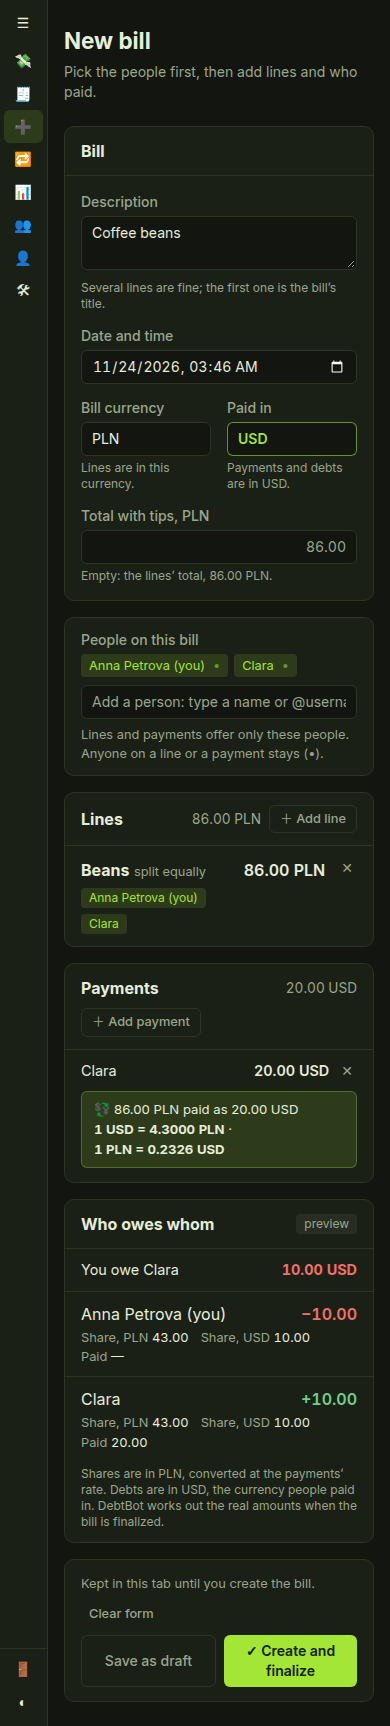 New bill
Pick the people first, then add lines and who
paid.
Bill
Description
Coffee beans
Several lines are fine; the first one is the bill's
title.
Date and time
11/24/2026, 03:46 AM
Bill currency Paid in
PLN USD
Lines are in this Payments and debts
currency. are in USD.
Total with tips, PLN
86.00
Empty: the lines' total, 86.00 PLN.
People on this bill
Anna Petrova (you) • Clara •
Add a person: type a name or @userna
Lines and payments offer only these people.
Anyone on a line or a payment stays (•).
Lines 86.00 PLN + Add line
Beans split equally 86.00 PLN ×
Anna Petrova (you)
Clara
Payments 20.00 USD
+ Add payment
Clara 20.00 USD ×
86.00 PLN paid as 20.00 USD
1 USD = 4.3000 PLN ·
1 PLN = 0.2326 USD
Who owes whom preview
You owe Clara 10.00 USD
Anna Petrova (you) −10.00
Share, PLN 43.00 Share, USD 10.00
Paid —
Clara +10.00
Share, PLN 43.00 Share, USD 10.00
Paid 20.00
Shares are in PLN, converted at the payments'
rate. Debts are in USD, the currency people paid
in. DebtBot works out the real amounts when the
bill is finalized.
Kept in this tab until you create the bill.
Clear form
Save as draft ✓ Create and
finalize